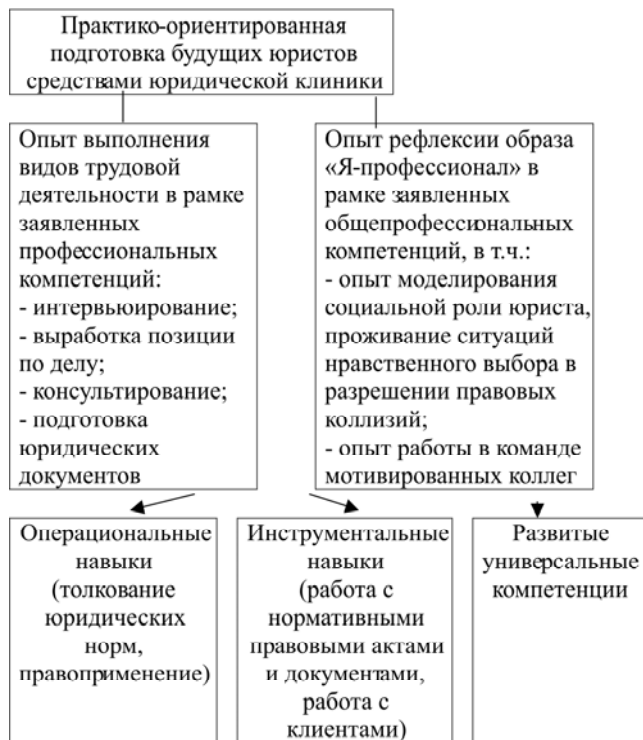 Практико-ориентированная
подготовка будущих юристов
средствами юридической клиники
Опыт выполнения
видов трудовой
деятельности в рамке
заявленных
профессиональных
компетенций:
- интервьюирование;
- выработка позиции
по делу;
- консультирование;
- подготовка
юридических
документов
Опыт рефлексии образа
«Я-профессионал» в
рамке заявленных
общепрофессиональных
компетенций, в т.ч.:
- опыт моделирования
социальной роли юриста,
проживание ситуаций
нравственного выбора в
разрешении правовых
коллизий;
- опыт работы в команде
мотивированных коллег
Операциональные
навыки
(толкование
юридических
норм,
правоприменение)
Инструментальные
навыки
(работа с
нормативными
правовыми актами
и документами,
работа с
клиентами)
Развитые
универсальные
компетенции